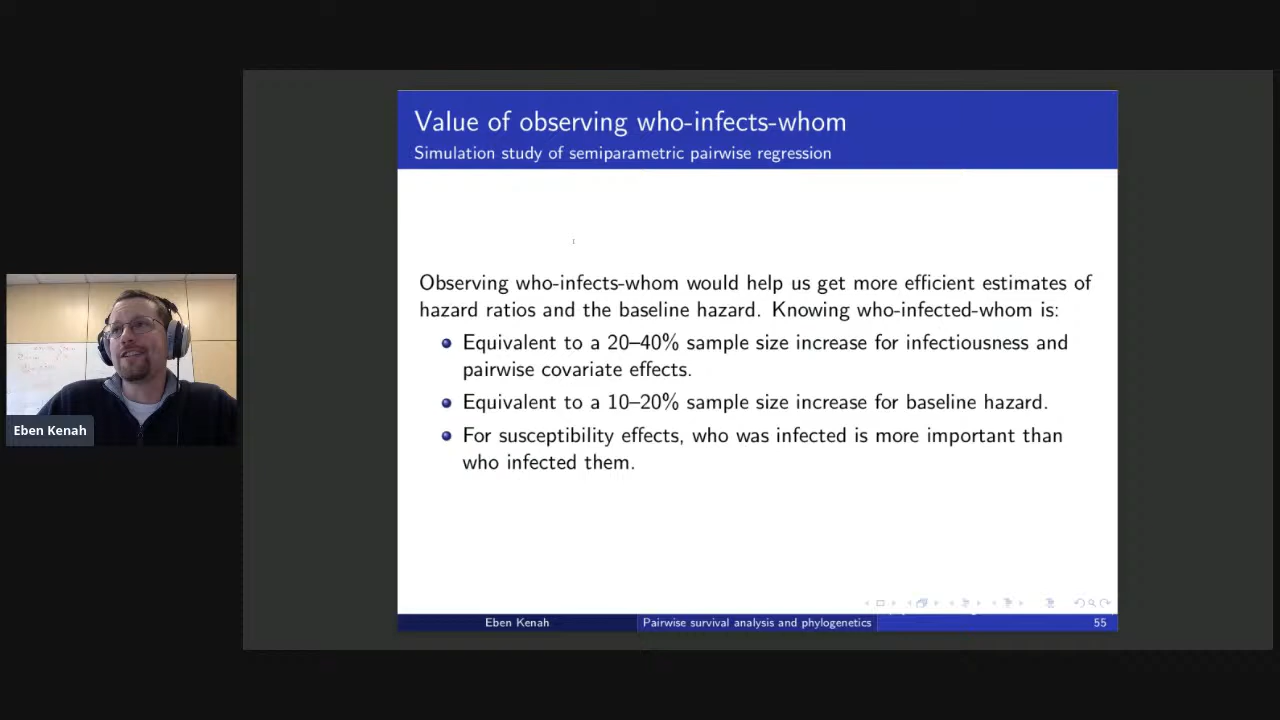 Value of observing who-infects-whom
Simulation study of semiparametric pairwise regression
Observing who-infects-whom would help us get more efficient estimates of
hazard ratios and the baseline hazard. Knowing who-infected-whom is:
Equivalent to a 20–40% sample size increase for infectiousness and
pairwise covariate effects.
Equivalent to a 10–20% sample size increase for baseline hazard.
For susceptibility effects, who was infected is more important than
who infected them.
Eben Kenah
Eben Kenah
Pairwise survival analysis and phylogenetics
55